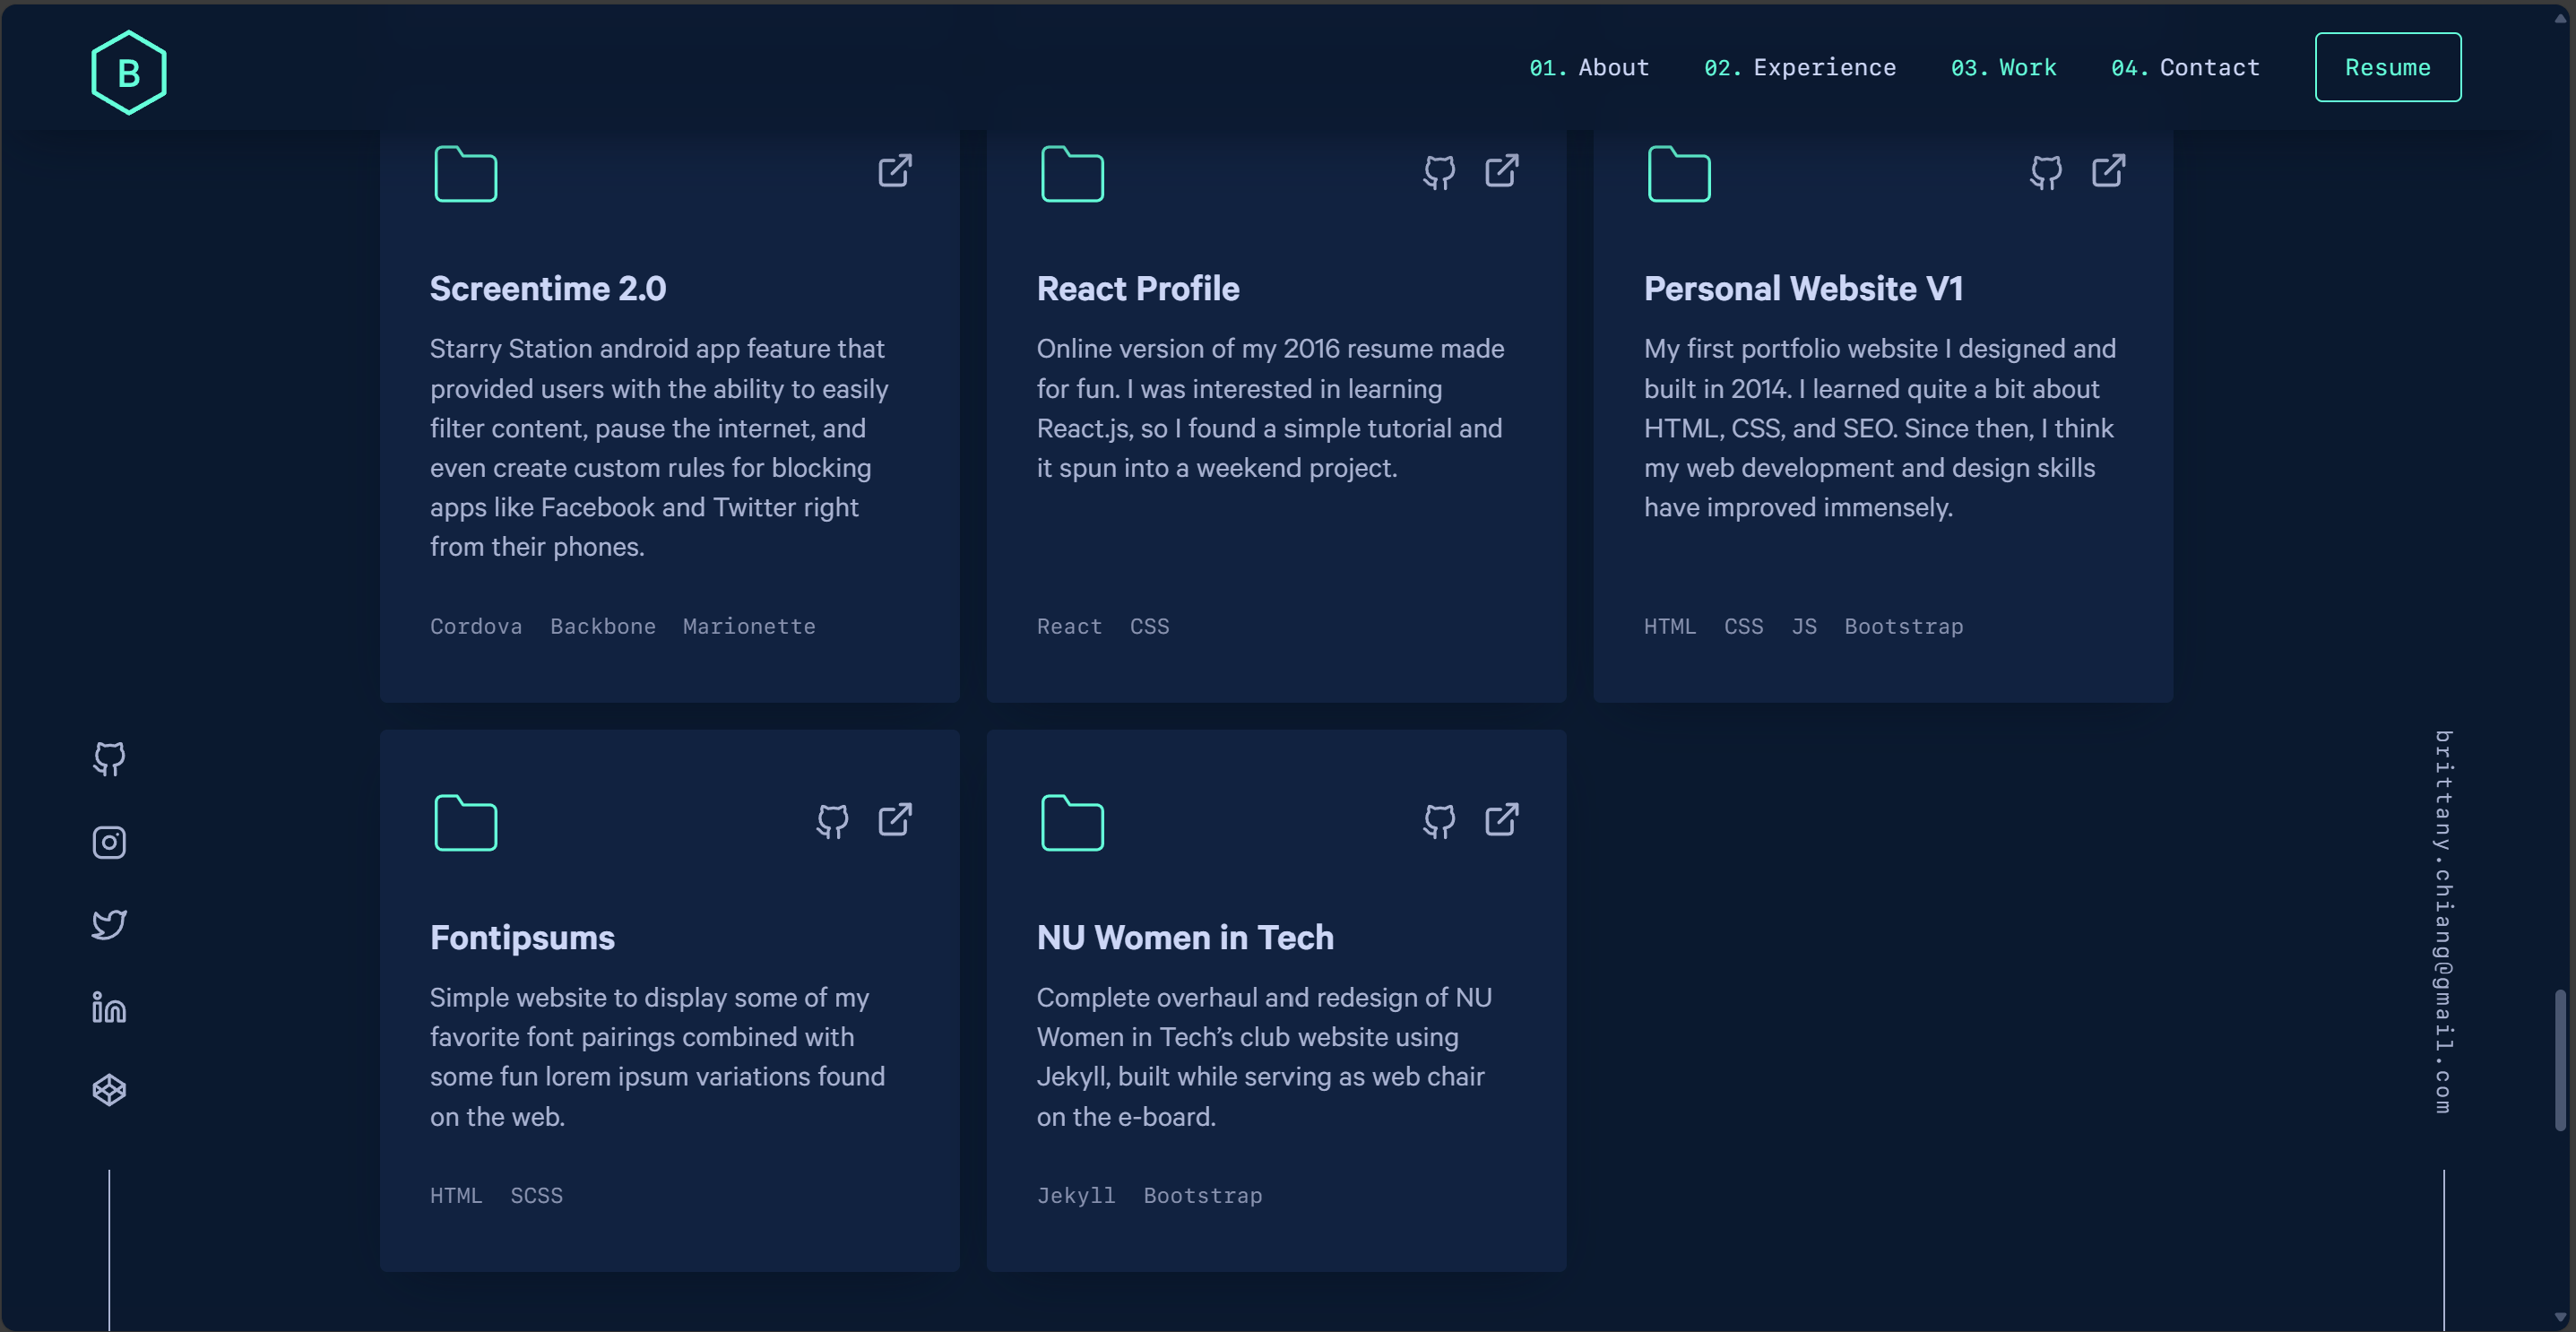 B
01. About
02. Experience
03. Work
04. Contact
Resume
Screentime 2.0
Starry Station android app feature that
provided users with the ability to easily
filter content, pause the internet, and
even create custom rules for blocking
apps like Facebook and Twitter right
from their phones.
Cordova Backbone Marionette
React Profile
Online version of my 2016 resume made
for fun. I was interested in learning
React.js, so I found a simple tutorial and
it spun into a weekend project.
React CSS
Personal Website V1
My first portfolio website I designed and
built in 2014. I learned quite a bit about
HTML, CSS, and SEO. Since then, I think
my web development and design skills
have improved immensely.
HTML CSS JS Bootstrap
Fontipsums
Simple website to display some of my
favorite font pairings combined with
some fun lorem ipsum variations found
on the web.
HTML SCSS
NU Women in Tech
Complete overhaul and redesign of NU
Women in Tech’s club website using
Jekyll, built while serving as web chair
on the e-board.
Jekyll Bootstrap
brittany.chiang@gmail.com